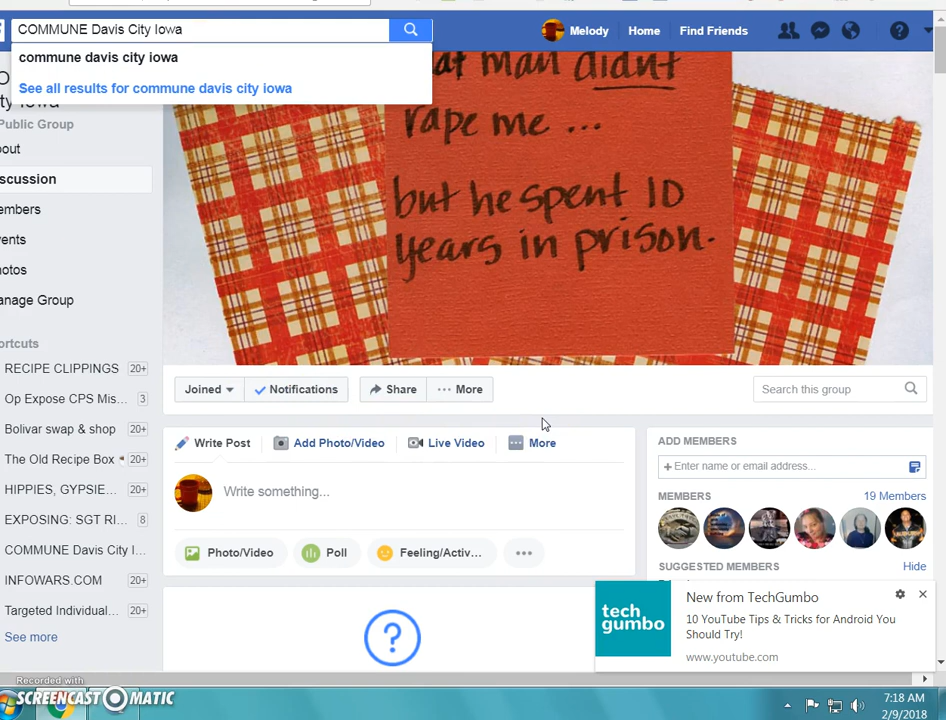 COMMUNE Davis City Iowa
Melody
Home
Find Friends
commune davis city iowa
See all results for commune davis city iowa
man didnt
rape me ...
but he spent 10
years in prison.
Public Group
Joined
Notifications
Share
More
Search this group
RECIPE CLIPPINGS 20+
Op Expose CPS Mis... 3
Bolivar swap & shop 20+
The Old Recipe Box 20+
HIPPIES, GYPSIE... 20+
EXPOSING: SGT RI... 8
COMMUNE Davis City I...
INFOWARS.COM 20+
Targeted Individual... 20+
See more
Write Post
Add Photo/Video
Live Video
More
Write something...
Photo/Video
Poll
Feeling/Activ...
ADD MEMBERS
+ Enter name or email address...
MEMBERS
19 Members
SUGGESTED MEMBERS
Hide
tech
gumbo
New from TechGumbo
10 YouTube Tips & Tricks for Android You
Should Try!
www.youtube.com
Recorded with
SCREENCAST-O-MATIC
7:18 AM
2/9/2018